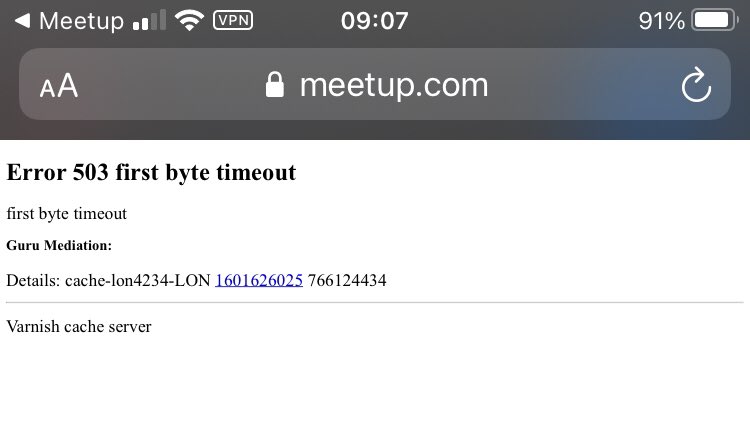 ◀ Meetup VPN 09:07 91%
AA meetup.com
Error 503 first byte timeout
first byte timeout
Guru Mediation:
Details: cache-lon4234-LON 1601626025 766124434
Varnish cache server